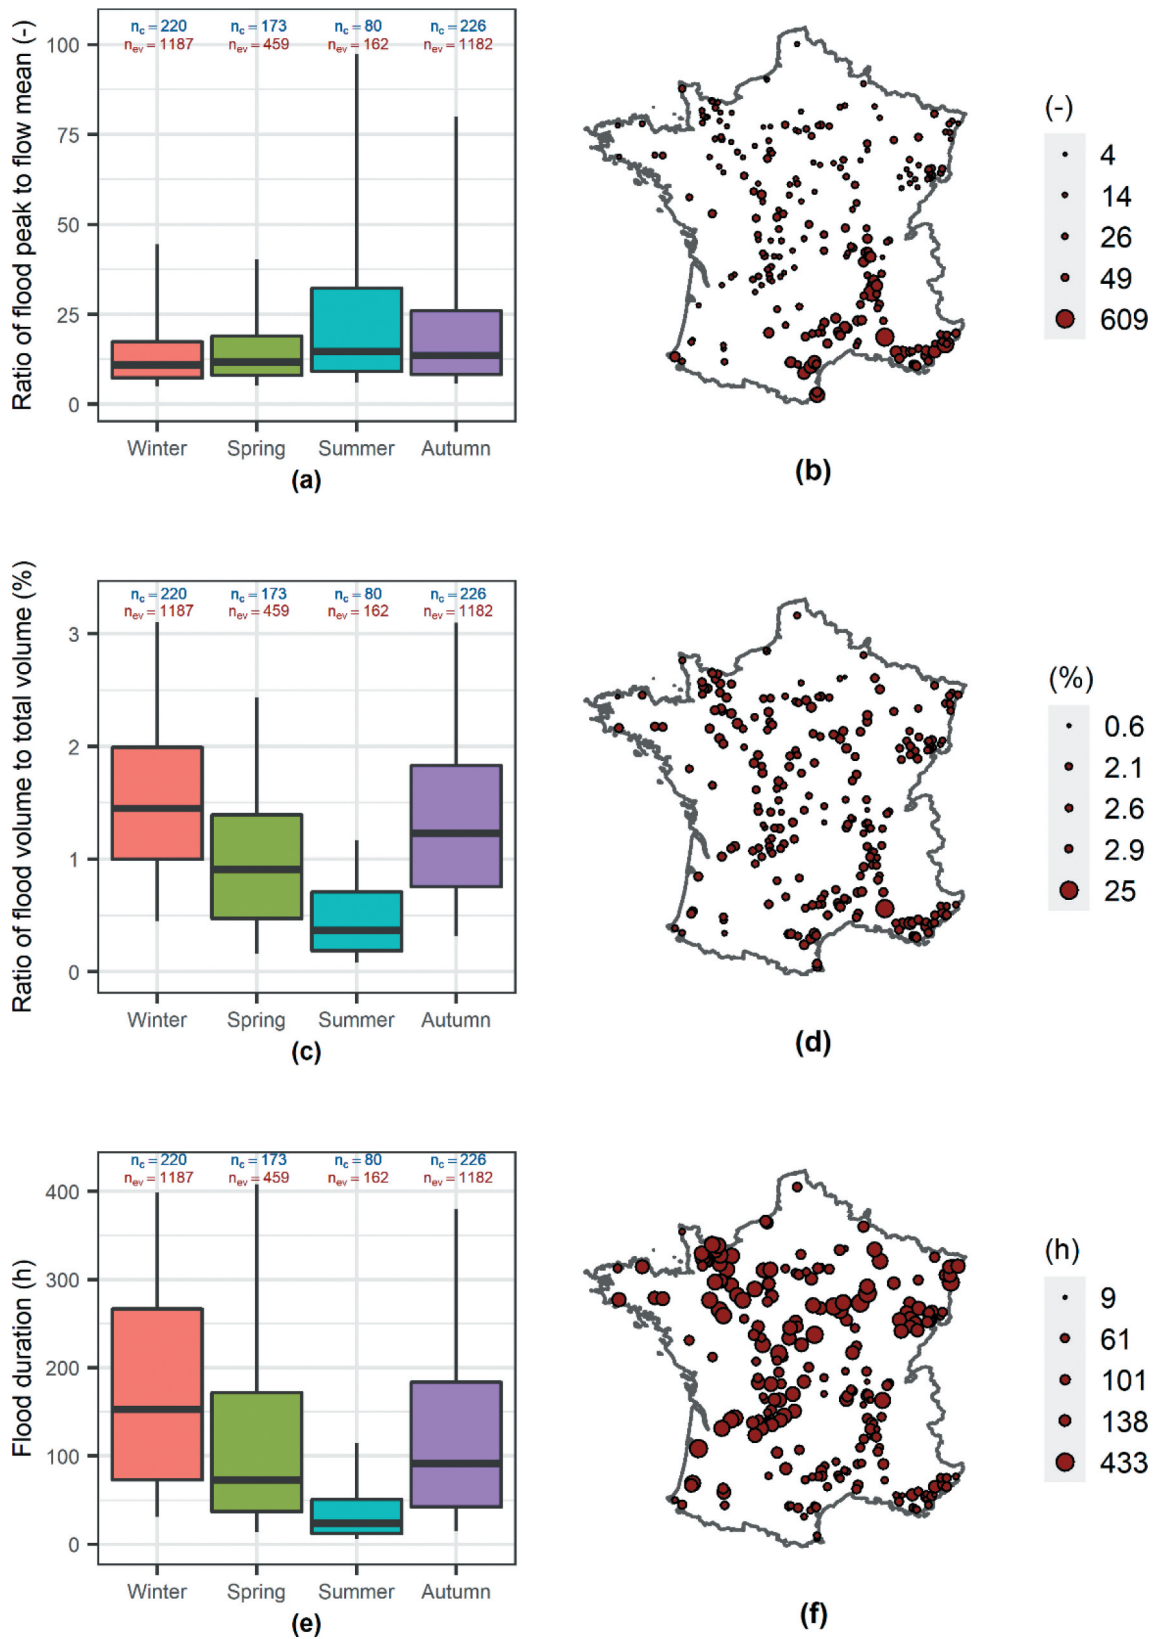 Ratio of flood peak to flow mean (-)
n_c = 220 n_c = 173 n_c = 80 n_c = 226
n_ev = 1187 n_ev = 459 n_ev = 162 n_ev = 1182
100
75
50
25
0
Winter Spring Summer Autumn
(a)
(-)
4
14
26
49
609
(b)
Ratio of flood volume to total volume (%)
n_c = 220 n_c = 173 n_c = 80 n_c = 226
n_ev = 1187 n_ev = 459 n_ev = 162 n_ev = 1182
3
2
1
0
Winter Spring Summer Autumn
(c)
(%)
0.6
2.1
2.6
2.9
25
(d)
Flood duration (h)
n_c = 220 n_c = 173 n_c = 80 n_c = 226
n_ev = 1187 n_ev = 459 n_ev = 162 n_ev = 1182
400
300
200
100
0
Winter Spring Summer Autumn
(e)
(h)
9
61
101
138
433
(f)